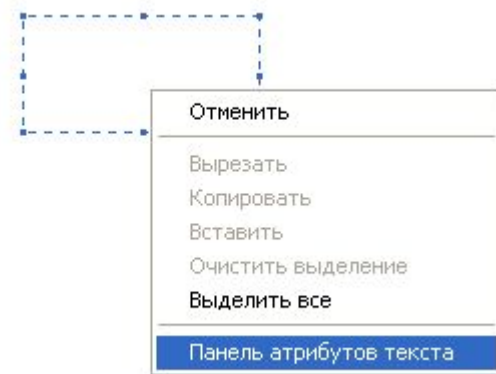 Отменить
Вырезать
Копировать
Вставить
Очистить выделение
Выделить все
Панель атрибутов текста